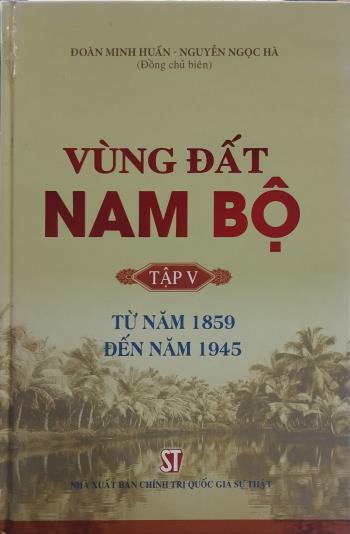 ĐOÀN MINH HUẤN - NGUYỄN NGỌC HÀ
(Đồng chủ biên)
VÙNG ĐẤT
NAM BỘ
TẬP V
TỪ NĂM 1859
ĐẾN NĂM 1945
ST
NHÀ XUẤT BẢN CHÍNH TRỊ QUỐC GIA SỰ THẬT